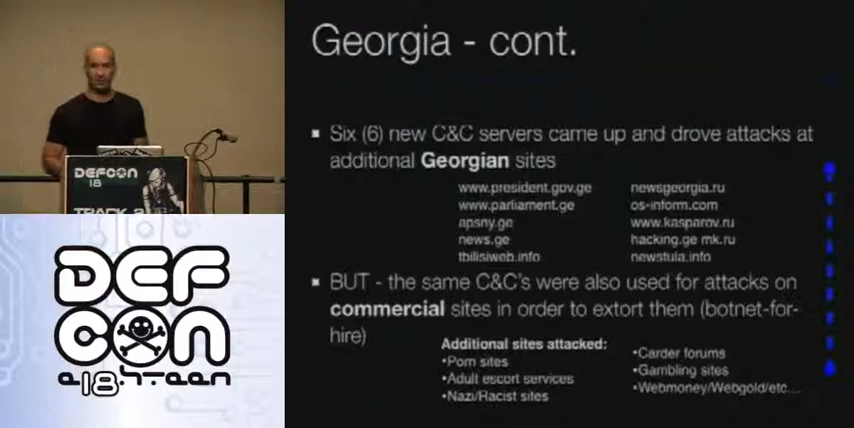 DEFCON
18
TRACK 2
DEF
CON
e18hteen
Georgia - cont.
Six (6) new C&C servers came up and drove attacks at
additional Georgian sites
www.president.gov.ge
www.parliament.ge
apsny.ge
news.ge
tbilisiweb.info
newsgeorgia.ru
os-inform.com
www.kasparov.ru
hacking.ge mk.ru
newstula.info
BUT - the same C&C's were also used for attacks on
commercial sites in order to extort them (botnet-for-
hire)
Additional sites attacked:
•Porn sites
•Adult escort services
•Nazi/Racist sites
•Carder forums
•Gambling sites
•Webmoney/Webgold/etc...